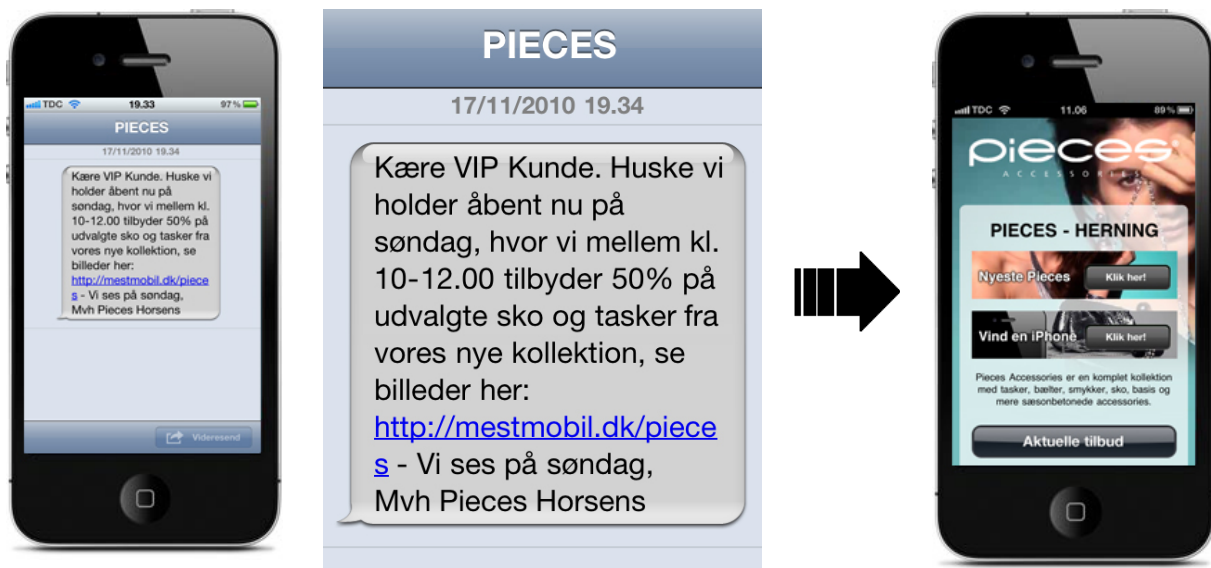 TDC 19.33 97%
PIECES
17/11/2010 19.34
Kære VIP Kunde. Huske vi
holder åbent nu på
søndag, hvor vi mellem kl.
10-12.00 tilbyder 50% på
udvalgte sko og tasker fra
vores nye kollektion, se
billeder her:
http://mestmobil.dk/piece
s - Vi ses på søndag,
Mvh Pieces Horsens
Videresend
PIECES
17/11/2010 19.34
Kære VIP Kunde. Huske vi
holder åbent nu på
søndag, hvor vi mellem kl.
10-12.00 tilbyder 50% på
udvalgte sko og tasker fra
vores nye kollektion, se
billeder her:
http://mestmobil.dk/piece
s - Vi ses på søndag,
Mvh Pieces Horsens
TDC 11.06 89%
pieces
ACCESSORIES
PIECES - HERNING
Nyeste Pieces Klik her!
Vind en iPhone Klik her!
Pieces Accessories er en komplet kollektion
med tasker, bælter, smykker, sko, basis og
mere sæsonbetonede accessories.
Aktuelle tilbud